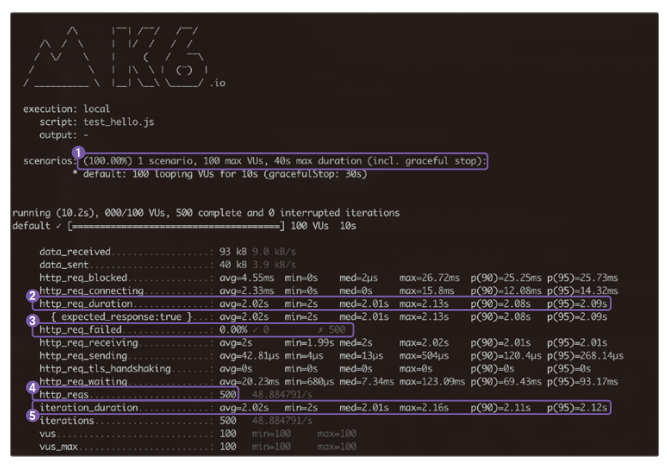 K6
.io
execution: local
script: test_hello.js
output: -
1
scenarios: (100.00%) 1 scenario, 100 max VUs, 40s max duration (incl. graceful stop):
* default: 100 looping VUs for 10s (gracefulStop: 30s)
running (10.2s), 000/100 VUs, 500 complete and 0 interrupted iterations
default ✓ [======================================] 100 VUs  10s
data_received..................: 93 kB 9.0 kB/s
data_sent......................: 40 kB 3.9 kB/s
http_req_blocked...............: avg=4.55ms min=0s med=2µs max=26.72ms p(90)=25.25ms p(95)=25.73ms
http_req_connecting............: avg=2.33ms min=0s med=0s max=15.8ms p(90)=12.08ms p(95)=14.32ms
2
http_req_duration..............: avg=2.02s min=2s med=2.01s max=2.13s p(90)=2.08s p(95)=2.09s
{ expected_response:true }...: avg=2.02s min=2s med=2.01s max=2.13s p(90)=2.08s p(95)=2.09s
3
http_req_failed................: 0.00% ✓ 0 ✗ 500
http_req_receiving.............: avg=2s min=1.99s med=2s max=2.02s p(90)=2.01s p(95)=2.01s
http_req_sending...............: avg=42.81µs min=4µs med=13µs max=504µs p(90)=120.4µs p(95)=268.14µs
http_req_tls_handshaking.......: avg=0s min=0s med=0s max=0s p(90)=0s p(95)=0s
http_req_waiting...............: avg=20.23ms min=680µs med=7.34ms max=123.09ms p(90)=69.43ms p(95)=93.17ms
4
http_reqs......................: 500 48.884791/s
iteration_duration.............: avg=2.02s min=2s med=2.01s max=2.16s p(90)=2.11s p(95)=2.12s
5
iterations.....................: 500 48.884791/s
vus............................: 100 min=100 max=100
vus_max........................: 100 min=100 max=100